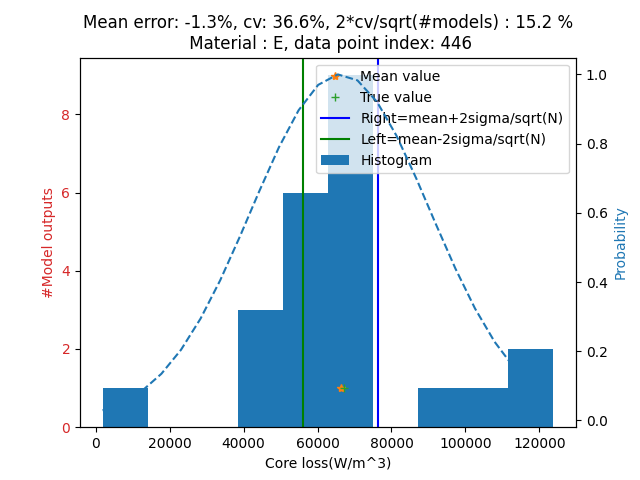 Mean error: -1.3%, cv: 36.6%, 2*cv/sqrt(#models) : 15.2 %
Material : E, data point index: 446
Mean value
True value
Right=mean+2sigma/sqrt(N)
Left=mean-2sigma/sqrt(N)
Histogram
#Model outputs
8
6
4
2
0
1.0
0.8
0.6
0.4
0.2
0.0
Probability
0 20000 40000 60000 80000 100000 120000
Core loss(W/m^3)